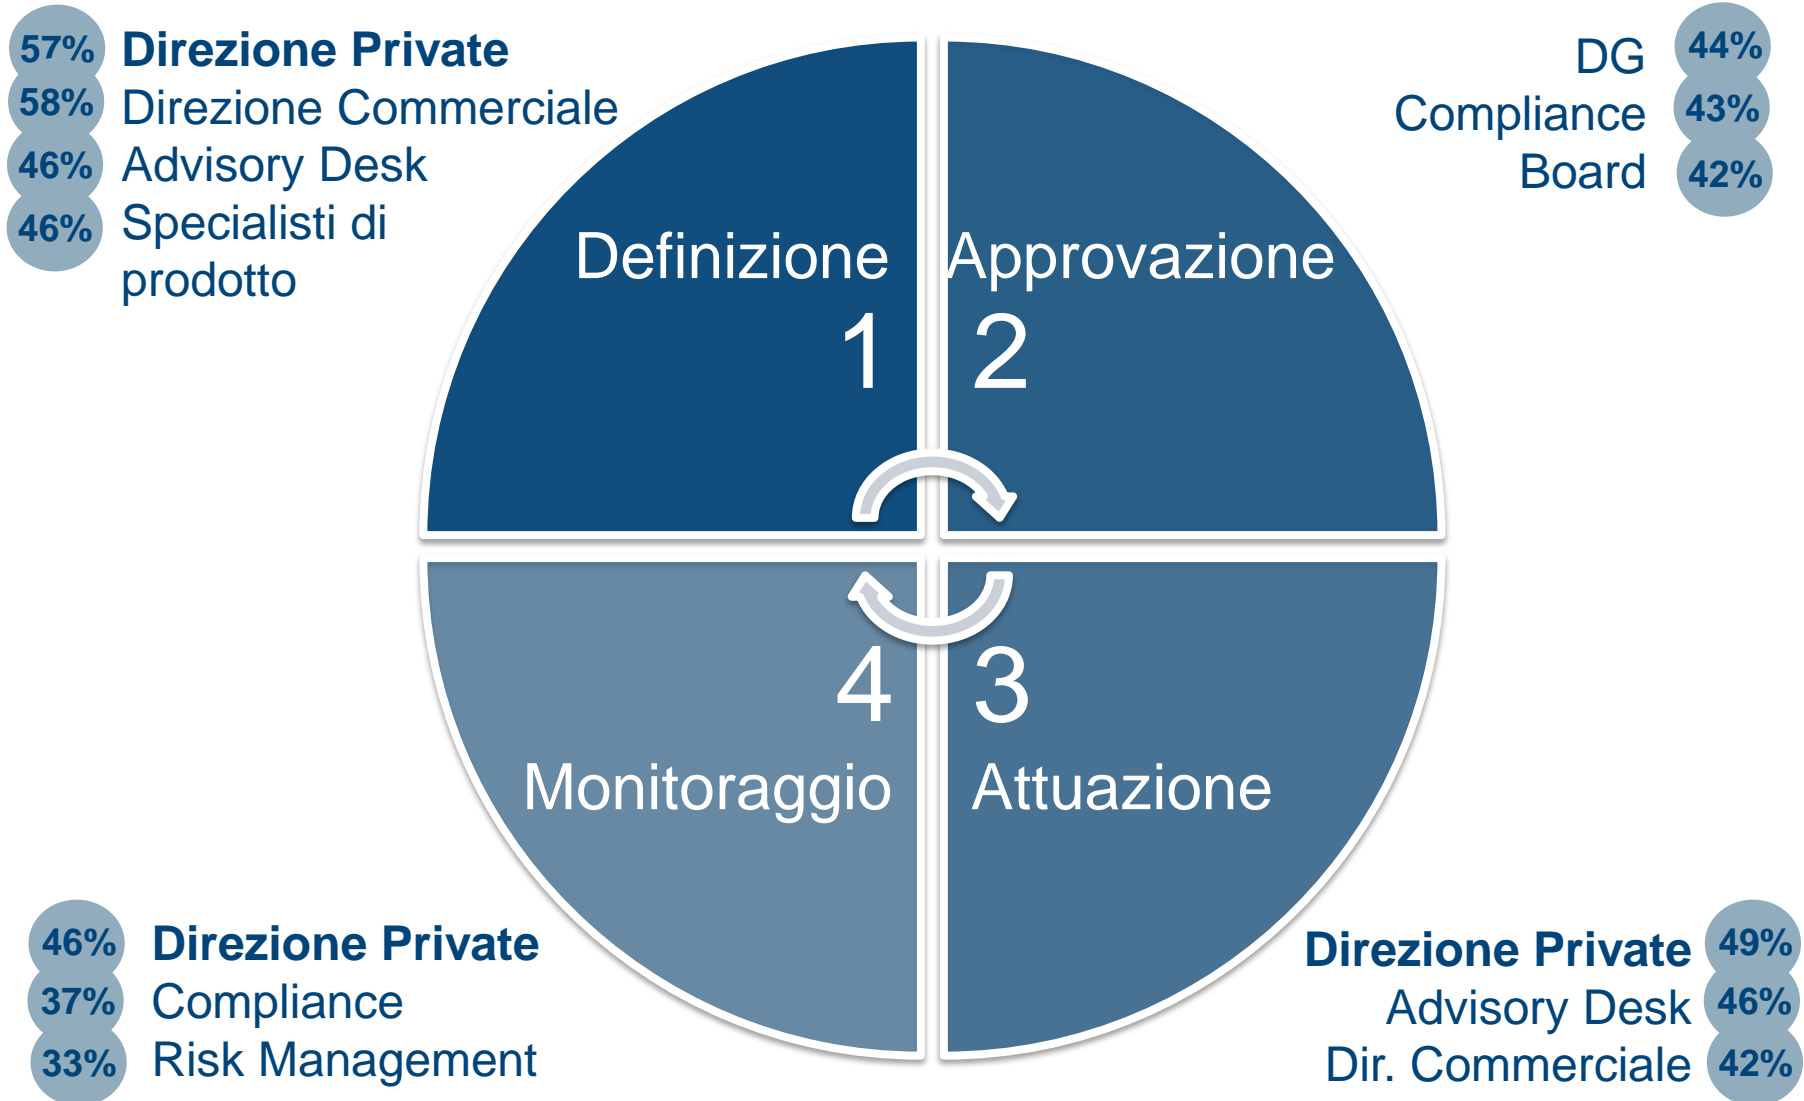 57% Direzione Private
58% Direzione Commerciale
46% Advisory Desk
46% Specialisti di
prodotto
DG 44%
Compliance 43%
Board 42%
Definizione
1
Approvazione
2
4
Monitoraggio
3
Attuazione
46% Direzione Private
37% Compliance
33% Risk Management
Direzione Private 49%
Advisory Desk 46%
Dir. Commerciale 42%